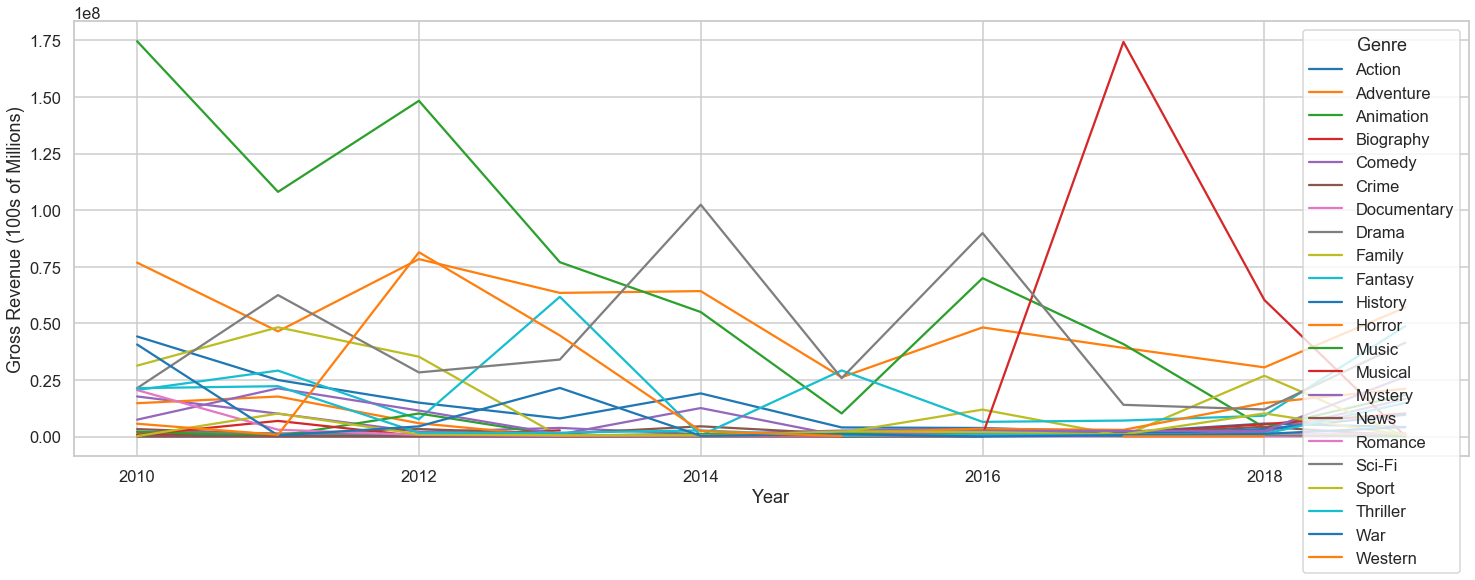 1e8
1.75
1.50
1.25
1.00
0.75
0.50
0.25
0.00
Gross Revenue (100s of Millions)
2010
2012
2014
2016
2018
Year
Genre
Action
Adventure
Animation
Biography
Comedy
Crime
Documentary
Drama
Family
Fantasy
History
Horror
Music
Musical
Mystery
News
Romance
Sci-Fi
Sport
Thriller
War
Western